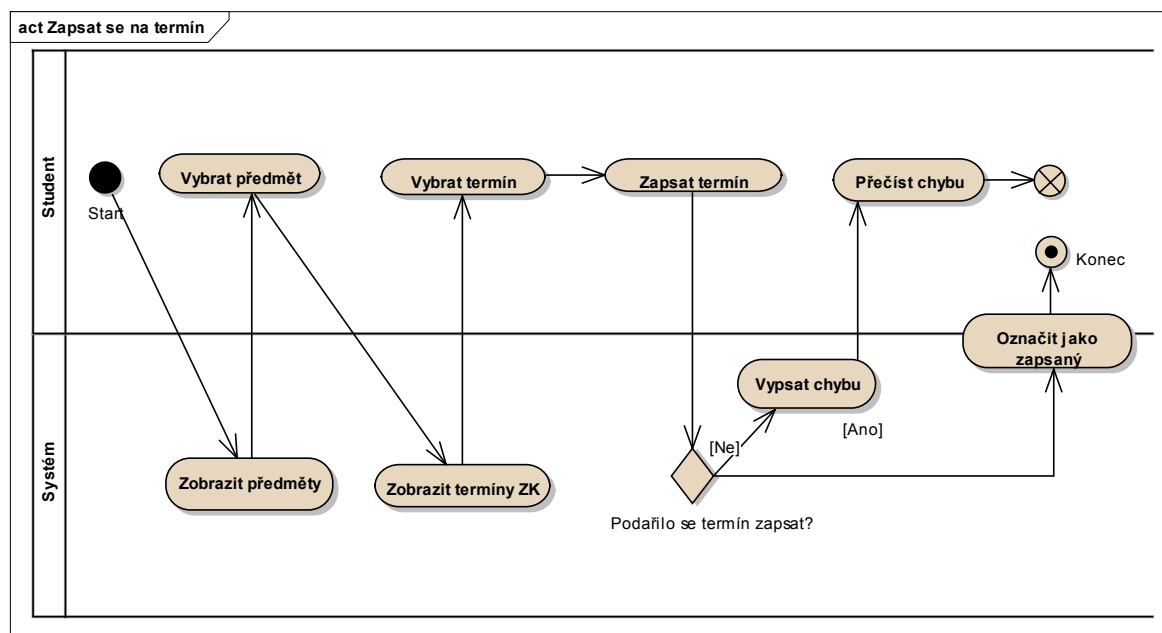 act Zapsat se na termín
Student
Start
Vybrat předmět
Vybrat termín
Zapsat termín
Přečíst chybu
Konec
Systém
Označit jako
zapsaný
Vypsat chybu
[Ano]
[Ne]
Zobrazit předměty
Zobrazit termíny ZK
Podařilo se termín zapsat?